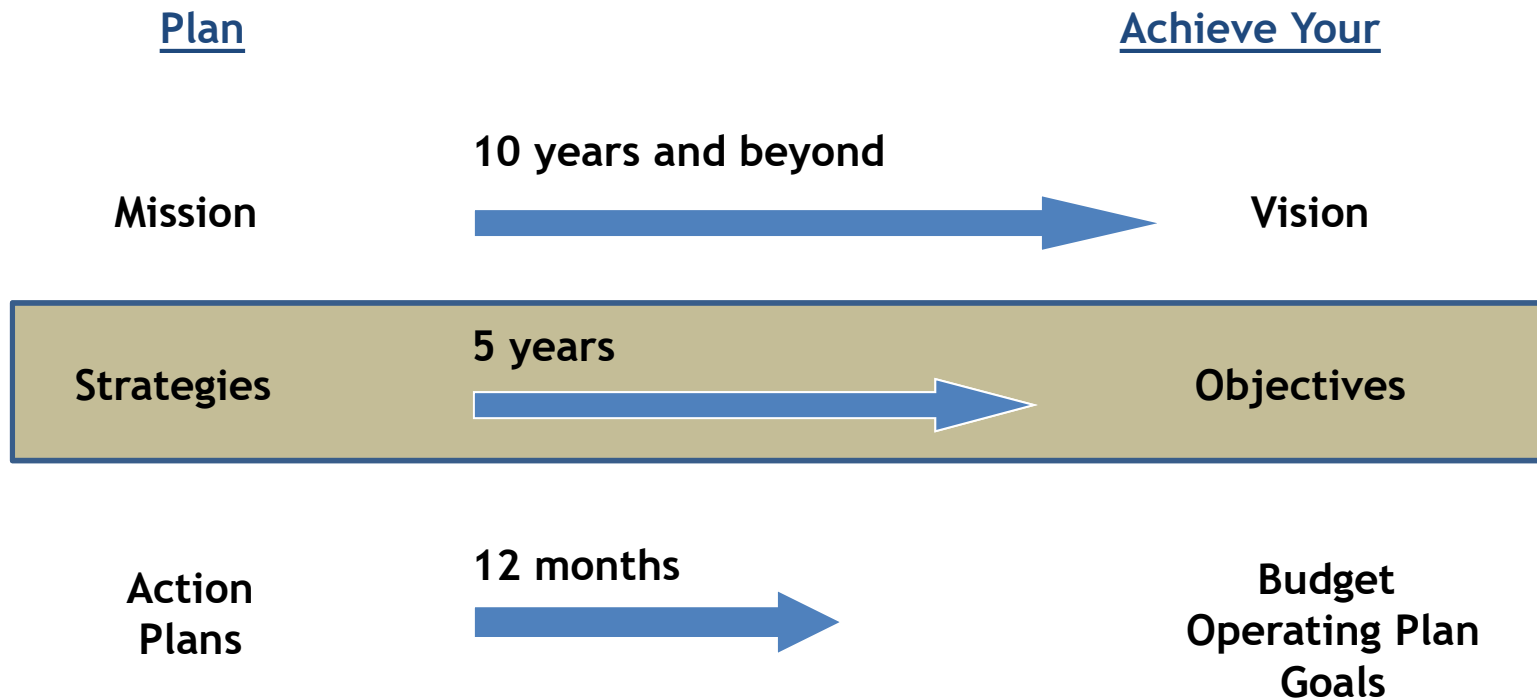 Plan
Achieve Your
10 years and beyond
Mission
Vision
5 years
Strategies
Objectives
12 months
Action
Plans
Budget
Operating Plan
Goals